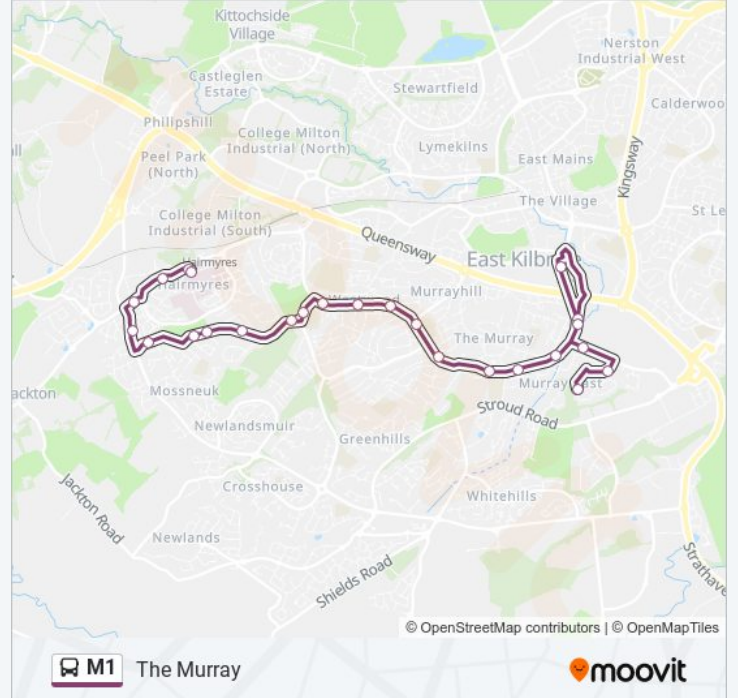 Kittochside
Village
Nerston
Industrial West
Castleglen
Estate
Stewartfield
Calderwoo
Philipshill
College Milton
Industrial (North)
Lymekilns
Peel Park
(North)
East Mains
Kingsway
The Village
St Le
College Milton
Industrial (South)
Queensway
East Kilbr e
Hairmyres
Hairmyres
Murrayhill
The Murray
Mossneuk
Murray East
ackton
Stroud Road
Newlandsmuir
Greenhills
Crosshouse
Whitehills
Jackton Road
Newlands
Shields Road
Strathave
© OpenStreetMap contributors | © OpenMapTiles
M1 The Murray
moovit